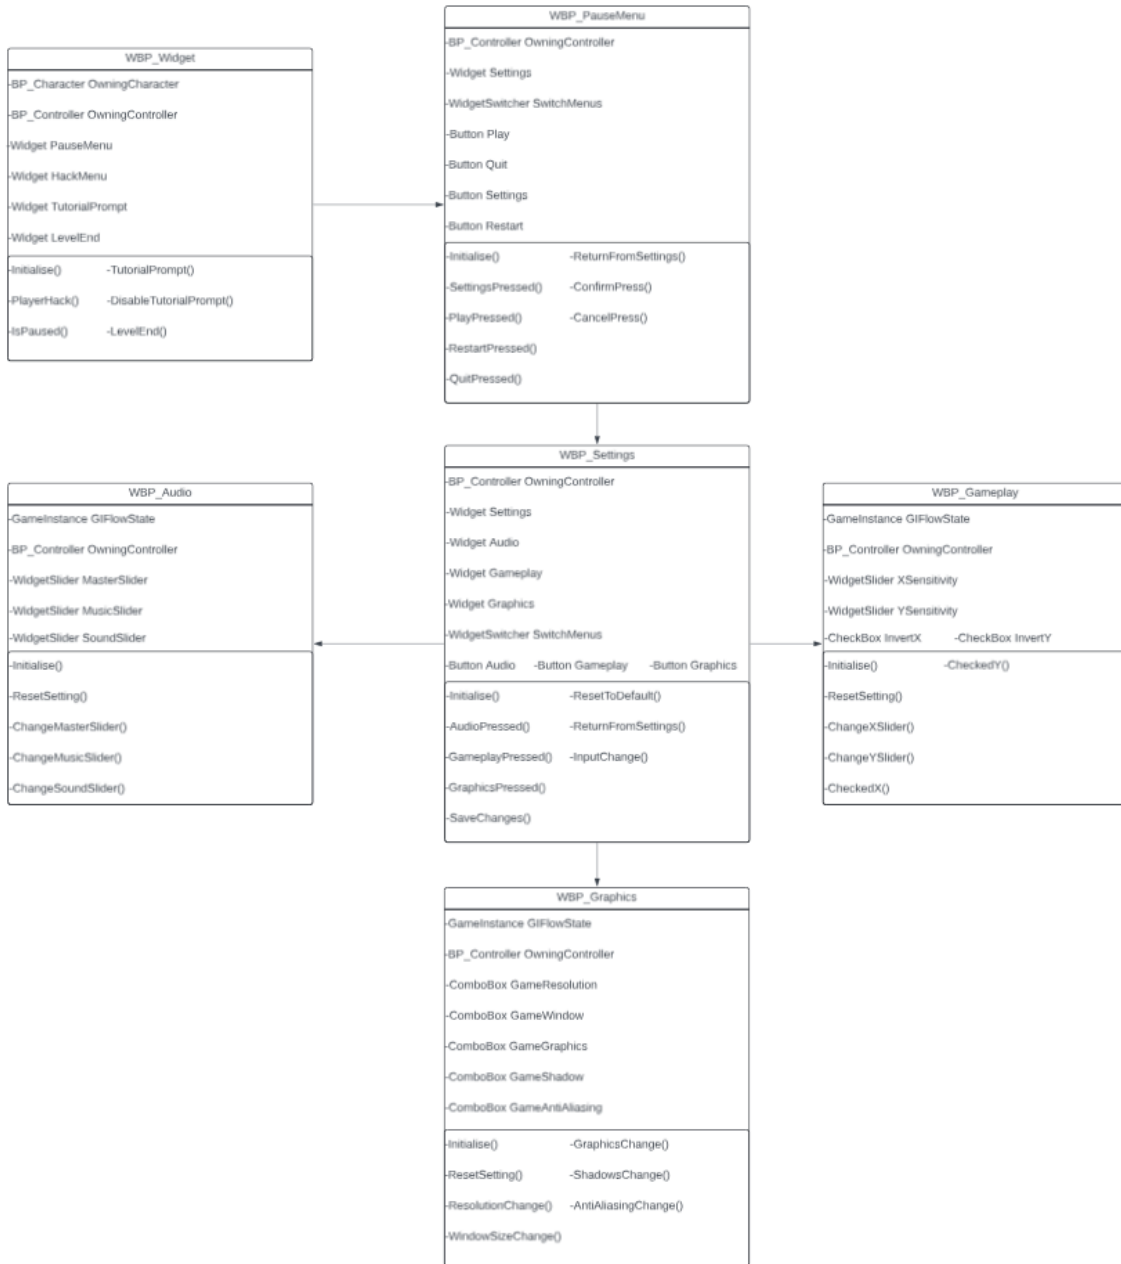 WBP_Widget
-BP_Character OwningCharacter
-BP_Controller OwningController
-Widget PauseMenu
-Widget HackMenu
-Widget TutorialPrompt
-Widget LevelEnd
-Initialise() -TutorialPrompt()
-PlayerHack() -DisableTutorialPrompt()
-IsPaused() -LevelEnd()
WBP_PauseMenu
-BP_Controller OwningController
-Widget Settings
-WidgetSwitcher SwitchMenus
-Button Play
-Button Quit
-Button Settings
-Button Restart
-Initialise() -ReturnFromSettings()
-SettingsPressed() -ConfirmPress()
-PlayPressed() -CancelPress()
-RestartPressed()
-QuitPressed()
WBP_Audio
-GameInstance GIFlowState
-BP_Controller OwningController
-WidgetSlider MasterSlider
-WidgetSlider MusicSlider
-WidgetSlider SoundSlider
-Initialise()
-ResetSetting()
-ChangeMasterSlider()
-ChangeMusicSlider()
-ChangeSoundSlider()
WBP_Settings
-BP_Controller OwningController
-Widget Settings
-Widget Audio
-Widget Gameplay
-Widget Graphics
-WidgetSwitcher SwitchMenus
-Button Audio -Button Gameplay -Button Graphics
-Initialise() -ResetToDefault()
-AudioPressed() -ReturnFromSettings()
-GameplayPressed() -InputChange()
-GraphicsPressed()
-SaveChanges()
WBP_Gameplay
-GameInstance GIFlowState
-BP_Controller OwningController
-WidgetSlider XSensitivity
-WidgetSlider YSensitivity
-CheckBox InvertX -CheckBox InvertY
-Initialise() -CheckedY()
-ResetSetting()
-ChangeXSlider()
-ChangeYSlider()
-CheckedX()
WBP_Graphics
-GameInstance GIFlowState
-BP_Controller OwningController
-ComboBox GameResolution
-ComboBox GameWindow
-ComboBox GameGraphics
-ComboBox GameShadow
-ComboBox GameAntiAliasing
-Initialise() -GraphicsChange()
-ResetSetting() -ShadowsChange()
-ResolutionChange() -AntiAliasingChange()
-WindowSizeChange()